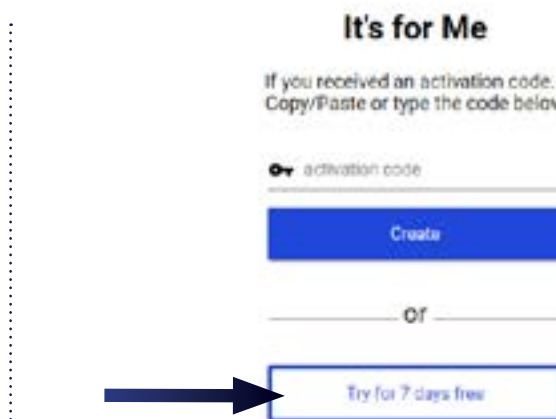 It's for Me
If you received an activation code.
Copy/Paste or type the code below
activation code
Create
or
Try for 7 days free